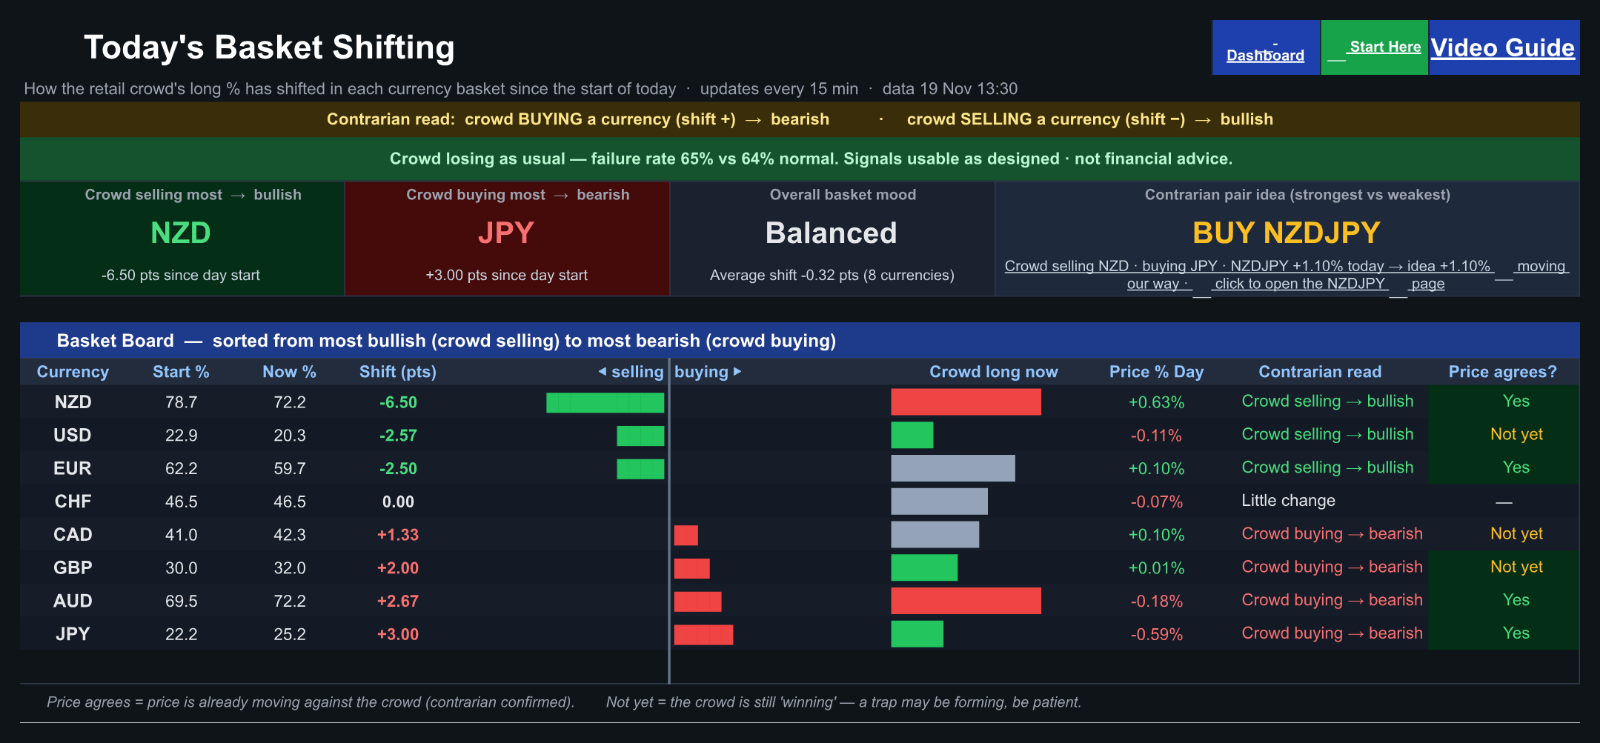 Today's Basket Shifting
Dashboard
Start Here
Video Guide
How the retail crowd's long % has shifted in each currency basket since the start of today · updates every 15 min · data 19 Nov 13:30
Contrarian read: crowd BUYING a currency (shift +) → bearish · crowd SELLING a currency (shift −) → bullish
Crowd losing as usual — failure rate 65% vs 64% normal. Signals usable as designed · not financial advice.
Crowd selling most → bullish
NZD
-6.50 pts since day start
Crowd buying most → bearish
JPY
+3.00 pts since day start
Overall basket mood
Balanced
Average shift -0.32 pts (8 currencies)
Contrarian pair idea (strongest vs weakest)
BUY NZDJPY
Crowd selling NZD · buying JPY · NZDJPY +1.10% today → idea +1.10% moving
our way · click to open the NZDJPY page
Basket Board — sorted from most bullish (crowd selling) to most bearish (crowd buying)
Currency Start % Now % Shift (pts) ◂ selling buying ▸ Crowd long now Price % Day Contrarian read Price agrees?
NZD 78.7 72.2 -6.50 +0.63% Crowd selling → bullish Yes
USD 22.9 20.3 -2.57 -0.11% Crowd selling → bullish Not yet
EUR 62.2 59.7 -2.50 +0.10% Crowd selling → bullish Yes
CHF 46.5 46.5 0.00 -0.07% Little change —
CAD 41.0 42.3 +1.33 +0.10% Crowd buying → bearish Not yet
GBP 30.0 32.0 +2.00 +0.01% Crowd buying → bearish Not yet
AUD 69.5 72.2 +2.67 -0.18% Crowd buying → bearish Yes
JPY 22.2 25.2 +3.00 -0.59% Crowd buying → bearish Yes
Price agrees = price is already moving against the crowd (contrarian confirmed). Not yet = the crowd is still 'winning' — a trap may be forming, be patient.